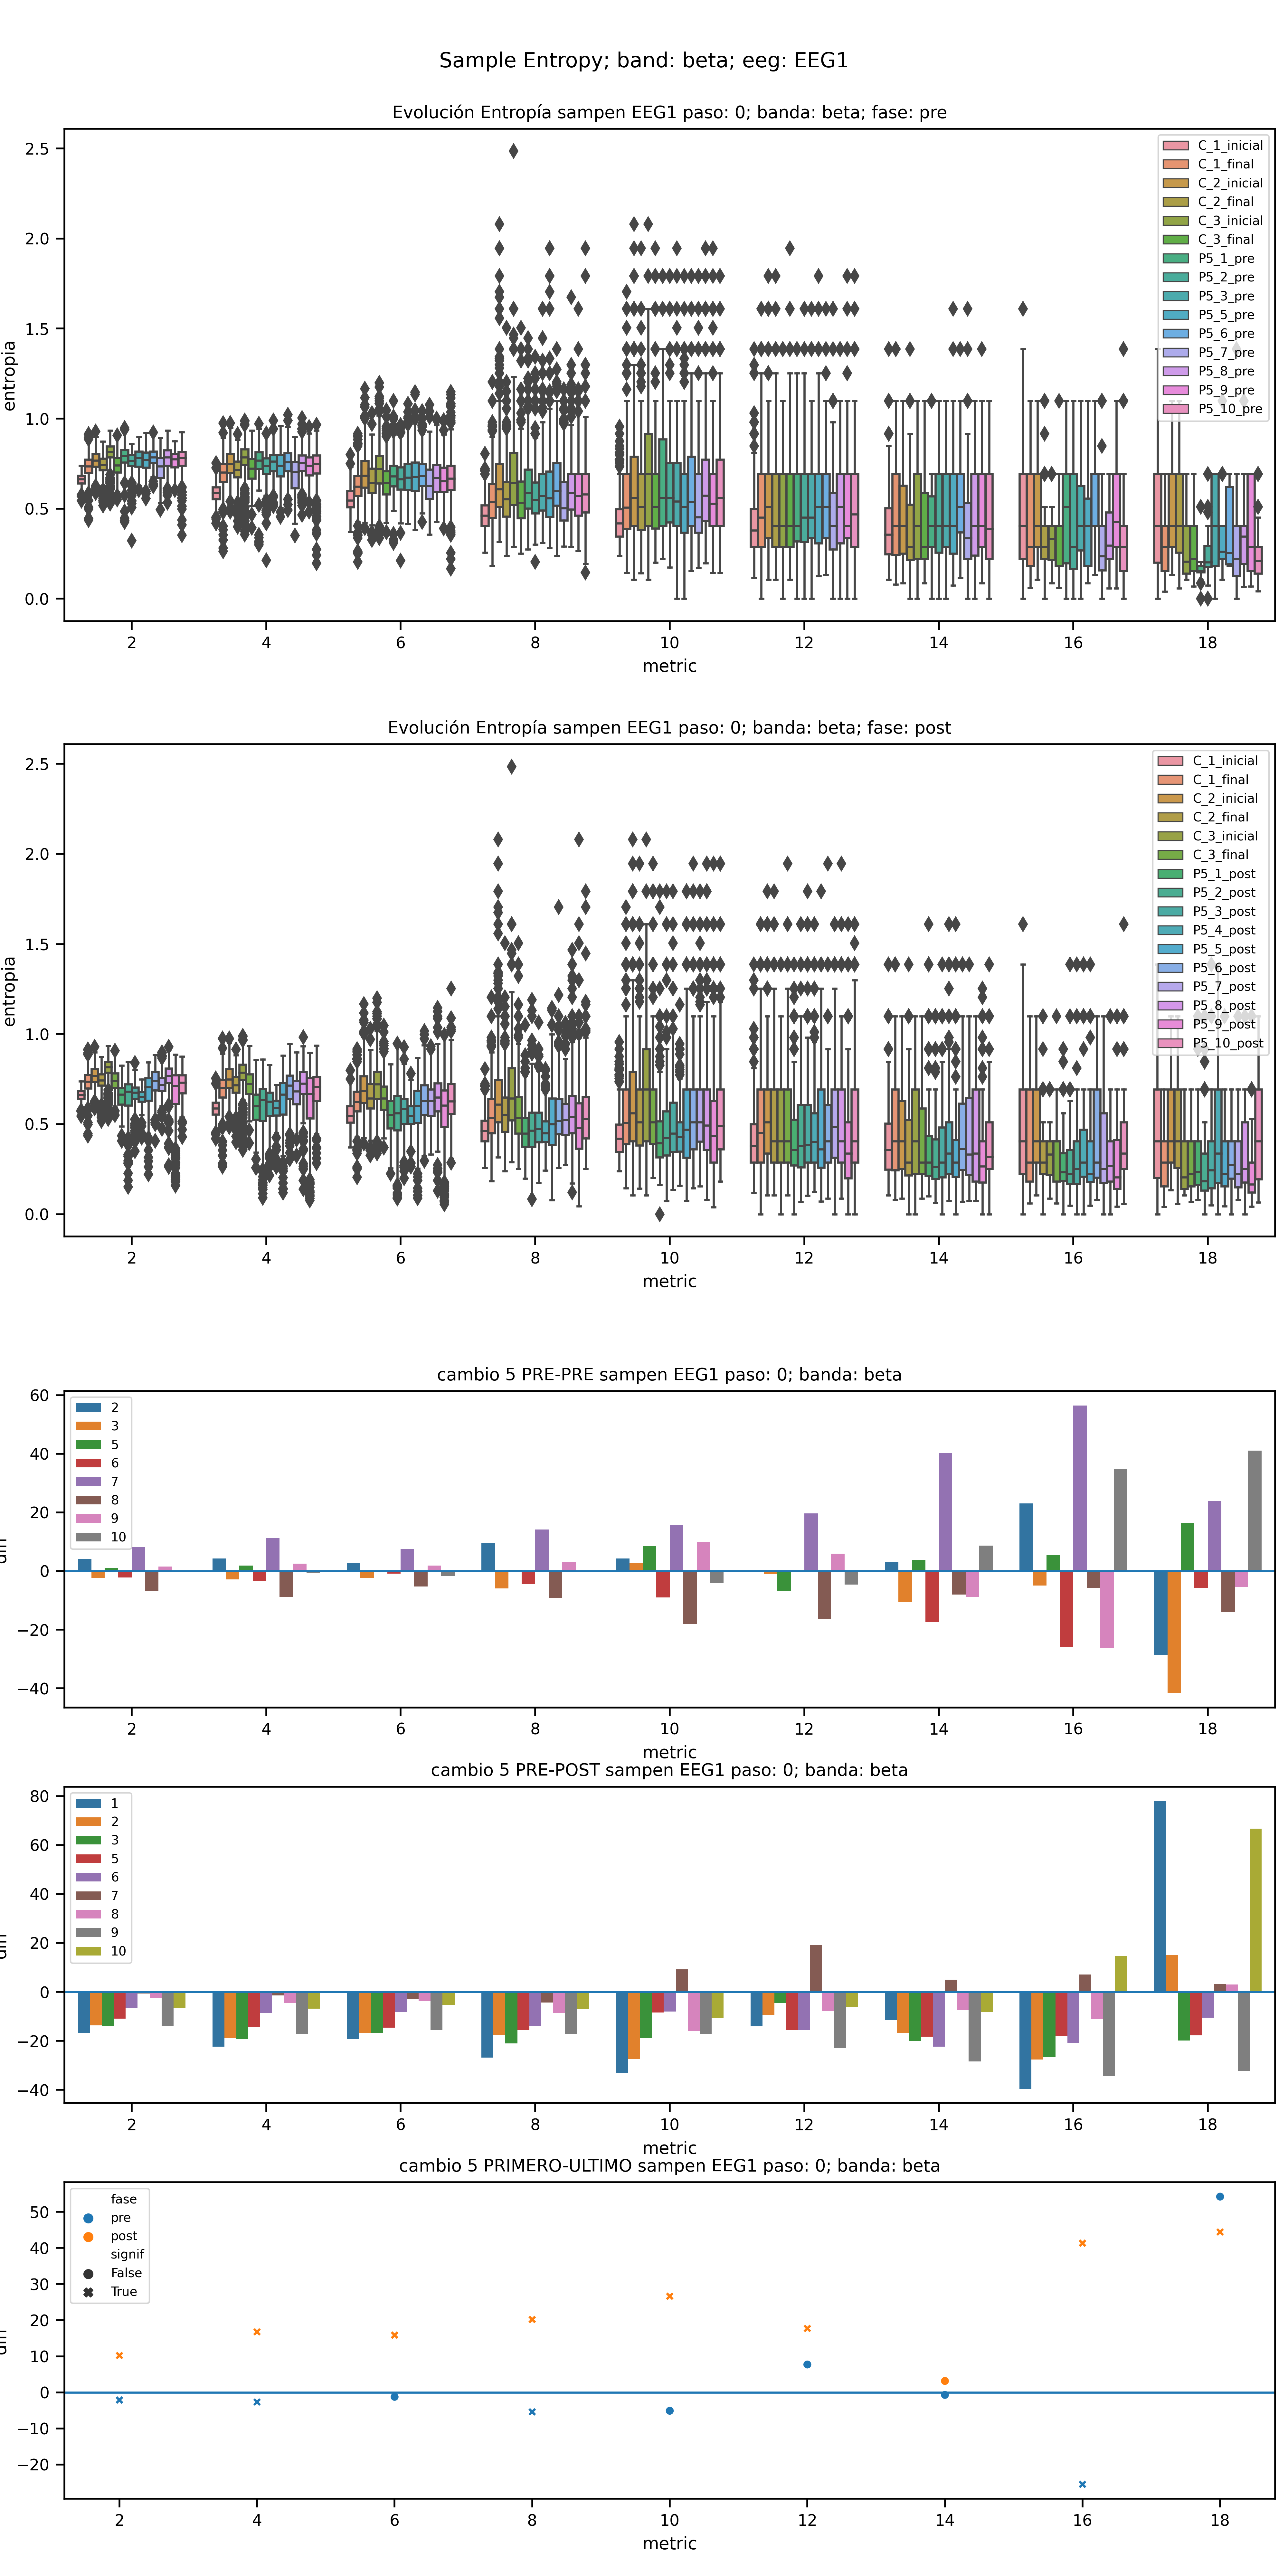 Sample Entropy; band: beta; eeg: EEG1
Evolución Entropía sampen EEG1 paso: 0; banda: beta; fase: pre
entropia
2.5
2.0
1.5
1.0
0.5
0.0
C_1_inicial
C_1_final
C_2_inicial
C_2_final
C_3_inicial
C_3_final
P5_1_pre
P5_2_pre
P5_3_pre
P5_5_pre
P5_6_pre
P5_7_pre
P5_8_pre
P5_9_pre
P5_10_pre
2 4 6 8 10 12 14 16 18
metric
Evolución Entropía sampen EEG1 paso: 0; banda: beta; fase: post
entropia
2.5
2.0
1.5
1.0
0.5
0.0
C_1_inicial
C_1_final
C_2_inicial
C_2_final
C_3_inicial
C_3_final
P5_1_post
P5_2_post
P5_3_post
P5_4_post
P5_5_post
P5_6_post
P5_7_post
P5_8_post
P5_9_post
P5_10_post
2 4 6 8 10 12 14 16 18
metric
cambio 5 PRE-PRE sampen EEG1 paso: 0; banda: beta
60
40
20
0
−20
−40
2
3
5
6
7
8
9
10
2 4 6 8 10 12 14 16 18
metric
cambio 5 PRE-POST sampen EEG1 paso: 0; banda: beta
80
60
40
20
0
−20
−40
1
2
3
5
6
7
8
9
10
2 4 6 8 10 12 14 16 18
metric
cambio 5 PRIMERO-ULTIMO sampen EEG1 paso: 0; banda: beta
50
40
30
20
10
0
−10
−20
fase
pre
post
signif
False
True
2 4 6 8 10 12 14 16 18
metric